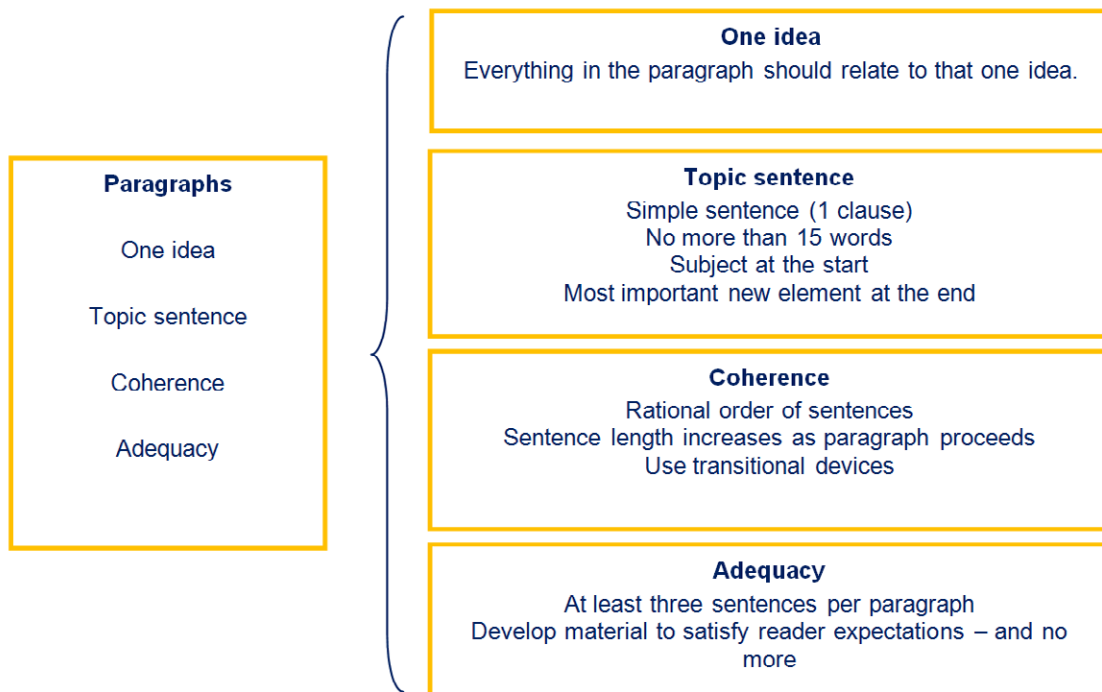 Paragraphs
One idea
Topic sentence
Coherence
Adequacy
One idea
Everything in the paragraph should relate to that one idea.
Topic sentence
Simple sentence (1 clause)
No more than 15 words
Subject at the start
Most important new element at the end
Coherence
Rational order of sentences
Sentence length increases as paragraph proceeds
Use transitional devices
Adequacy
At least three sentences per paragraph
Develop material to satisfy reader expectations – and no
more